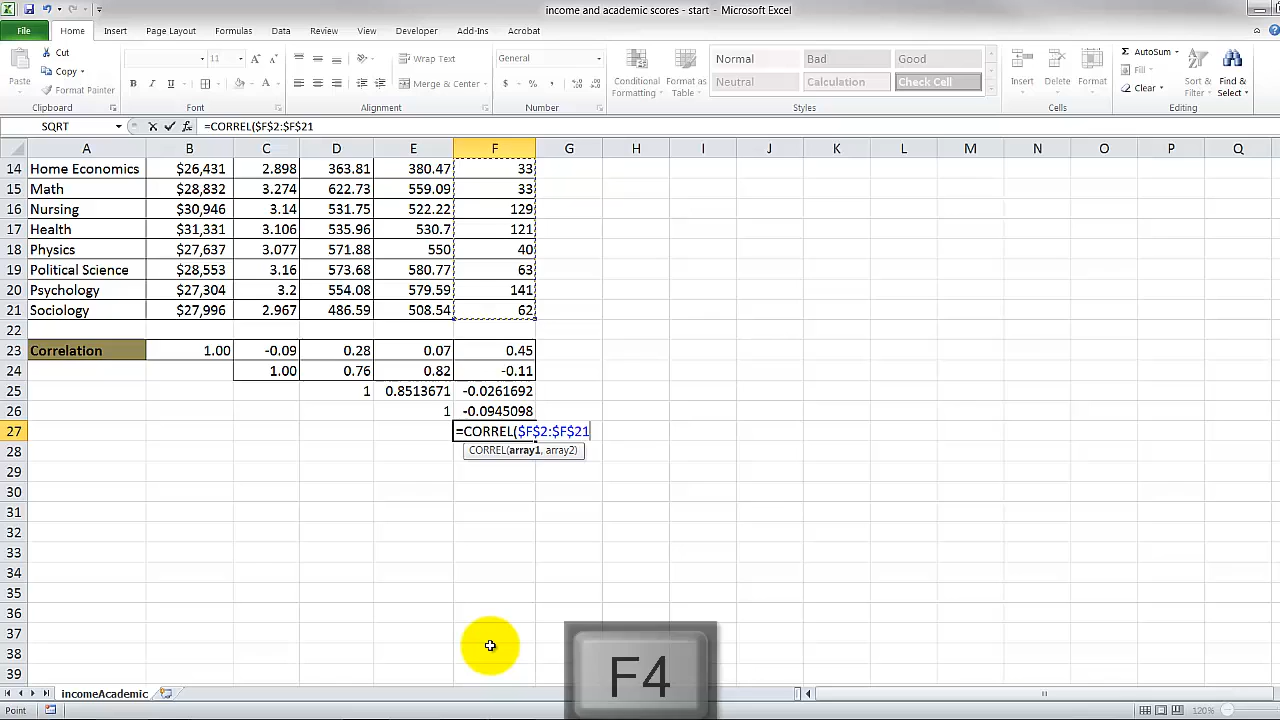 income and academic scores - start - Microsoft Excel
File Home Insert Page Layout Formulas Data Review View Developer Add-Ins Acrobat
Paste
Cut
Copy
Format Painter
Clipboard
11
A A
B I U
A
Font
Wrap Text
Merge & Center
Alignment
General
$ % ,
Number
Conditional Formatting
Format as Table
Normal Bad Good
Neutral Calculation Check Cell
Styles
Insert Delete Format
Cells
AutoSum
Fill
Clear
Sort & Filter
Find & Select
Editing
SQRT fx =CORREL($F$2:$F$21
A B C D E F G H I J K L M N O P Q
14 Home Economics $26,431 2.898 363.81 380.47 33
15 Math $28,832 3.274 622.73 559.09 33
16 Nursing $30,946 3.14 531.75 522.22 129
17 Health $31,331 3.106 535.96 530.7 121
18 Physics $27,637 3.077 571.88 550 40
19 Political Science $28,553 3.16 573.68 580.77 63
20 Psychology $27,304 3.2 554.08 579.59 141
21 Sociology $27,996 2.967 486.59 508.54 62
22
23 Correlation 1.00 -0.09 0.28 0.07 0.45
24 1.00 0.76 0.82 -0.11
25 1 0.8513671 -0.0261692
26 1 -0.0945098
27 =CORREL($F$2:$F$21
28 CORREL(array1, array2)
29
30
31
32
33
34
35
36
37
38
39
F4
incomeAcademic
Point 120%